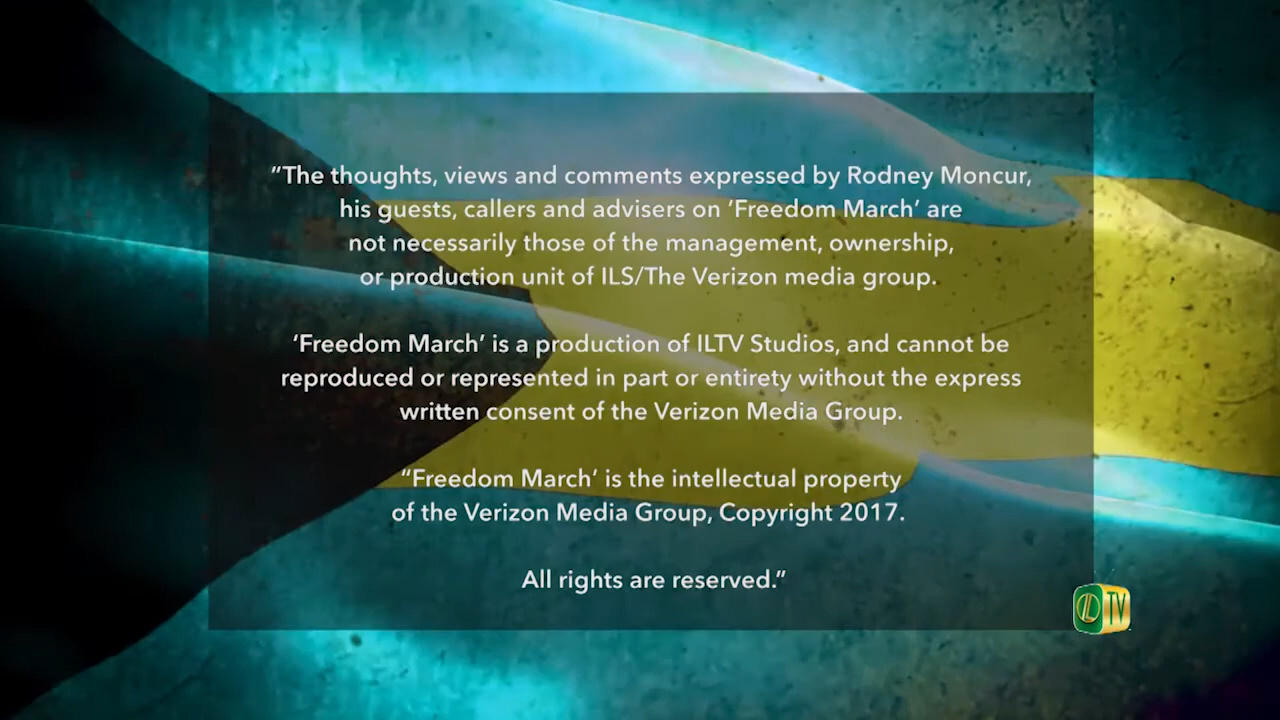 “The thoughts, views and comments expressed by Rodney Moncur,
his guests, callers and advisers on ‘Freedom March’ are
not necessarily those of the management, ownership,
or production unit of ILS/The Verizon media group.
‘Freedom March’ is a production of ILTV Studios, and cannot be
reproduced or represented in part or entirety without the express
written consent of the Verizon Media Group.
“Freedom March’ is the intellectual property
of the Verizon Media Group, Copyright 2017.
All rights are reserved.”
IL TV